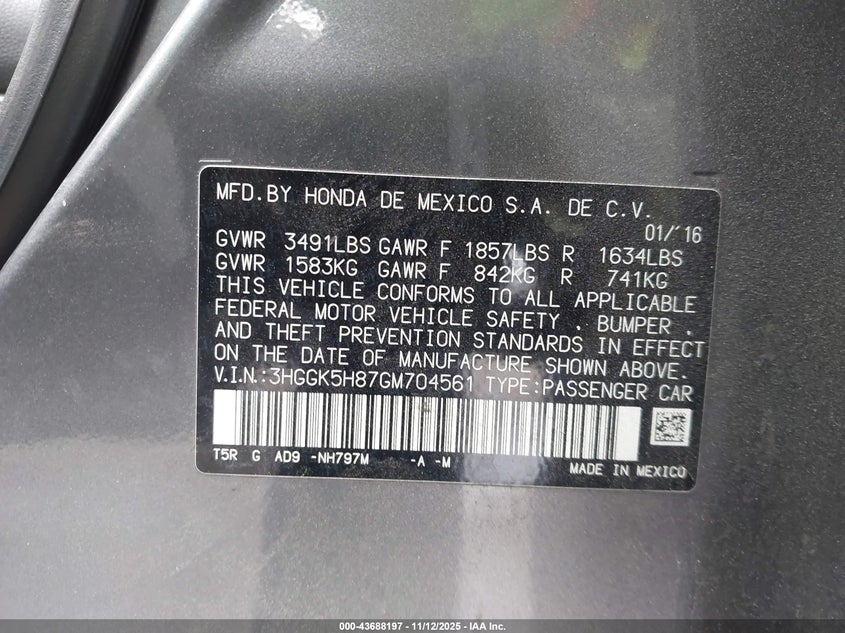 MFD.BY HONDA DE MEXICO S.A. DE C.V.
01/'16
GVWR 3491LBS GAWR F 1857LBS R 1634LBS
GVWR 1583KG GAWR F 842KG R 741KG
THIS VEHICLE CONFORMS TO ALL APPLICABLE
FEDERAL MOTOR VEHICLE SAFETY , BUMPER ,
AND THEFT PREVENTION STANDARDS IN EFFECT
ON THE DATE OF MANUFACTURE SHOWN ABOVE.
V.I.N.:3HGGK5H87GM704561 TYPE:PASSENGER CAR
T5R G AD9 -NH797M -A -M
MADE IN MEXICO
000-43688197 - 11/12/2025 - IAA Inc.